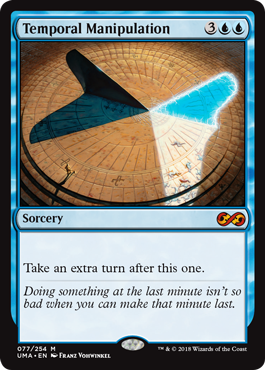 Temporal Manipulation 3
Sorcery
Take an extra turn after this one.
Doing something at the last minute isn't so
bad when you can make that minute last.
077/254 M
UMA • EN Franz Vohwinkel
™ & © 2018 Wizards of the Coast